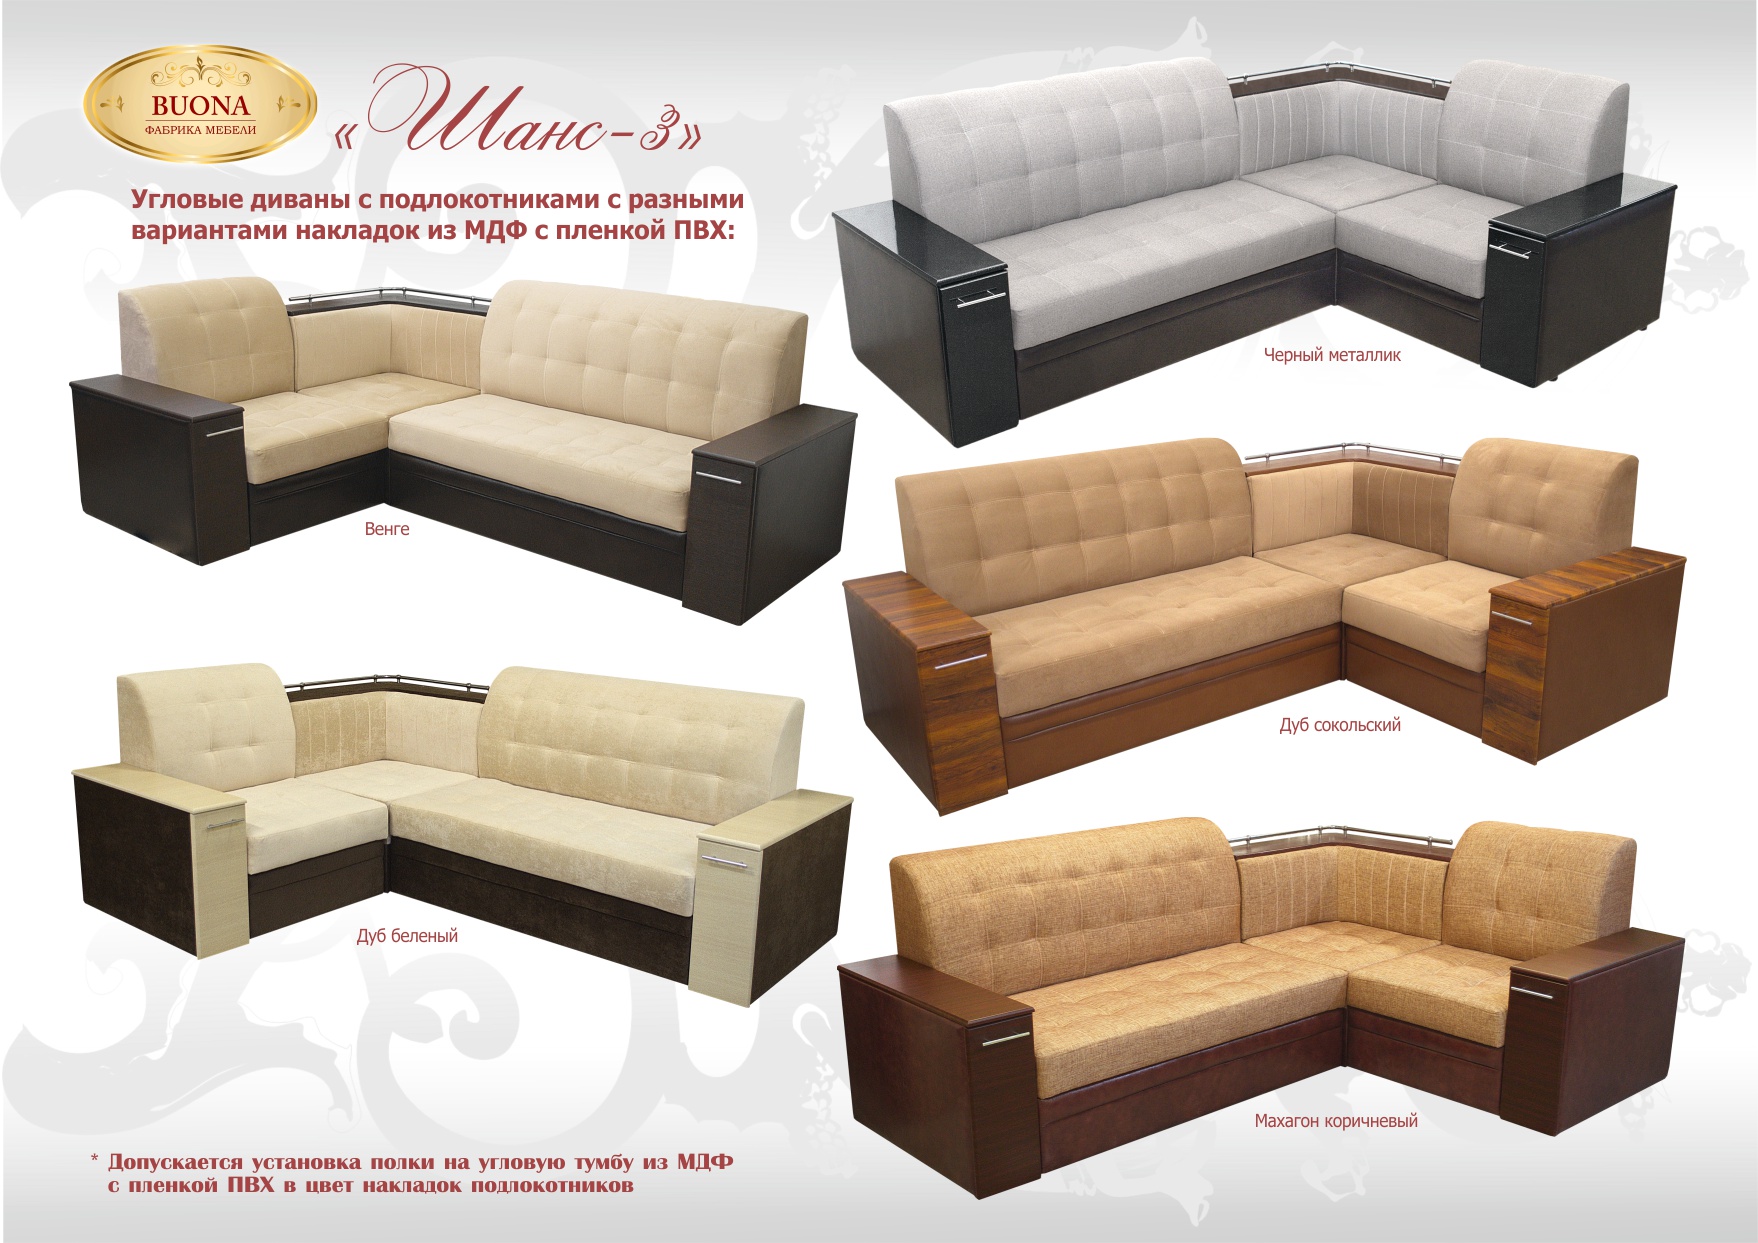 BUONA
ФАБРИКА МЕБЕЛИ
«Шанс-3»
Угловые диваны с подлокотниками с разными
вариантами накладок из МДФ с пленкой ПВХ:
Черный металлик
Венге
Дуб сокольский
Дуб беленый
Махагон коричневый
* Допускается установка полки на угловую тумбу из МДФ
с пленкой ПВХ в цвет накладок подлокотников